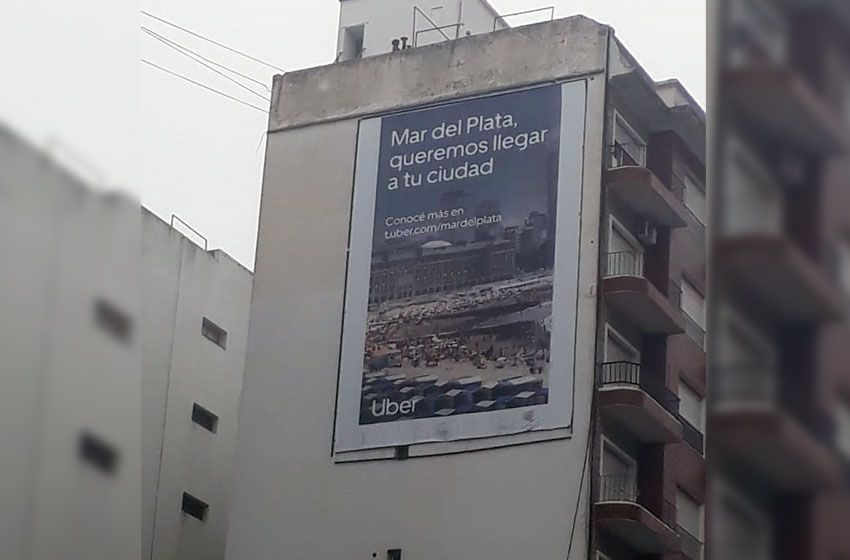 Mar del Plata,
queremos llegar
a tu ciudad
Conocé más en
t.uber.com/mardelplata
Uber